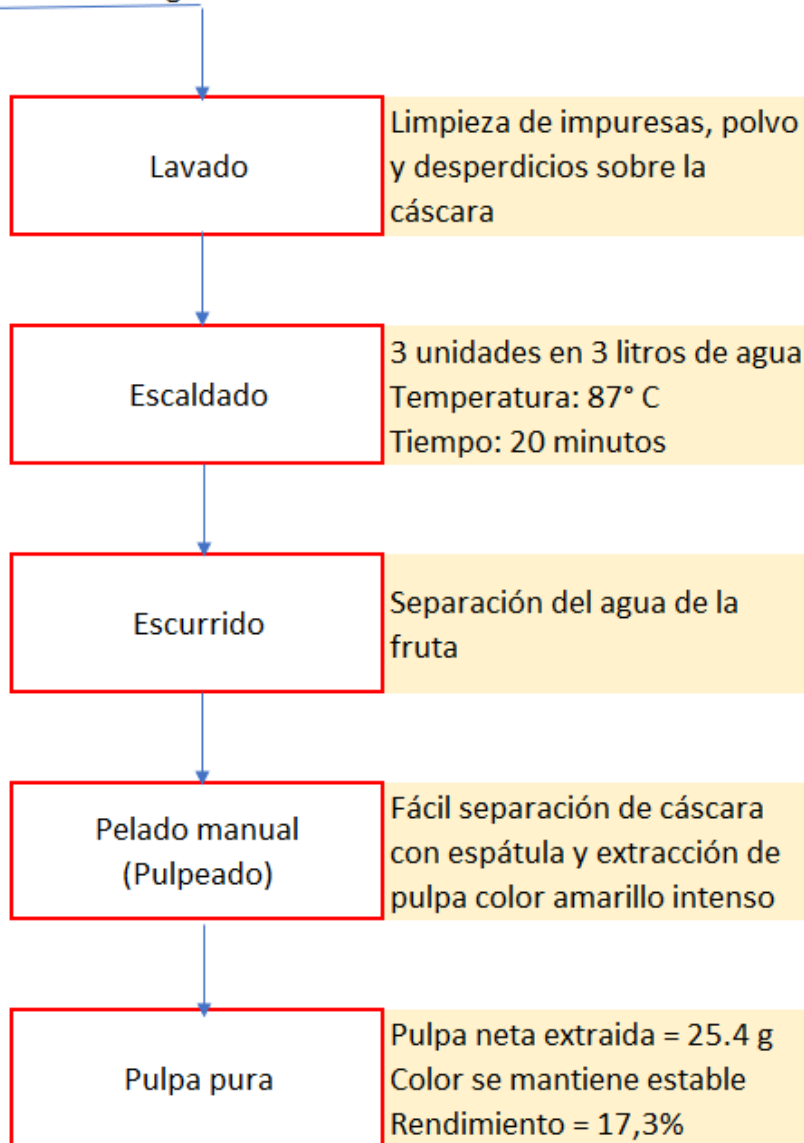 Lavado
Limpieza de impuresas, polvo
y desperdicios sobre la
cáscara
Escaldado
3 unidades en 3 litros de agua
Temperatura: 87° C
Tiempo: 20 minutos
Escurrido
Separación del agua de la
fruta
Pelado manual
(Pulpeado)
Fácil separación de cáscara
con espátula y extracción de
pulpa color amarillo intenso
Pulpa pura
Pulpa neta extraida = 25.4 g
Color se mantiene estable
Rendimiento = 17,3%